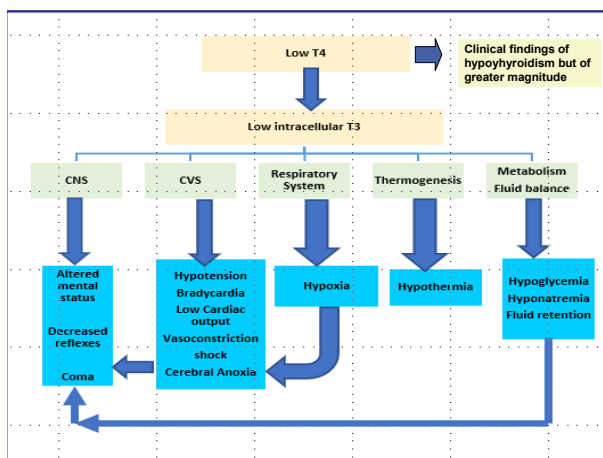 Low T4
Clinical findings of
hypoyhyroidism but of
greater magnitude
Low intracellular T3
CNS
CVS
Respiratory
System
Thermogenesis
Metabolism
Fluid balance
Altered
mental
status
Decreased
reflexes
Coma
Hypotension
Bradycardia
Low Cardiac
output
Vasoconstriction
shock
Cerebral Anoxia
Hypoxia
Hypothermia
Hypoglycemia
Hyponatremia
Fluid retention